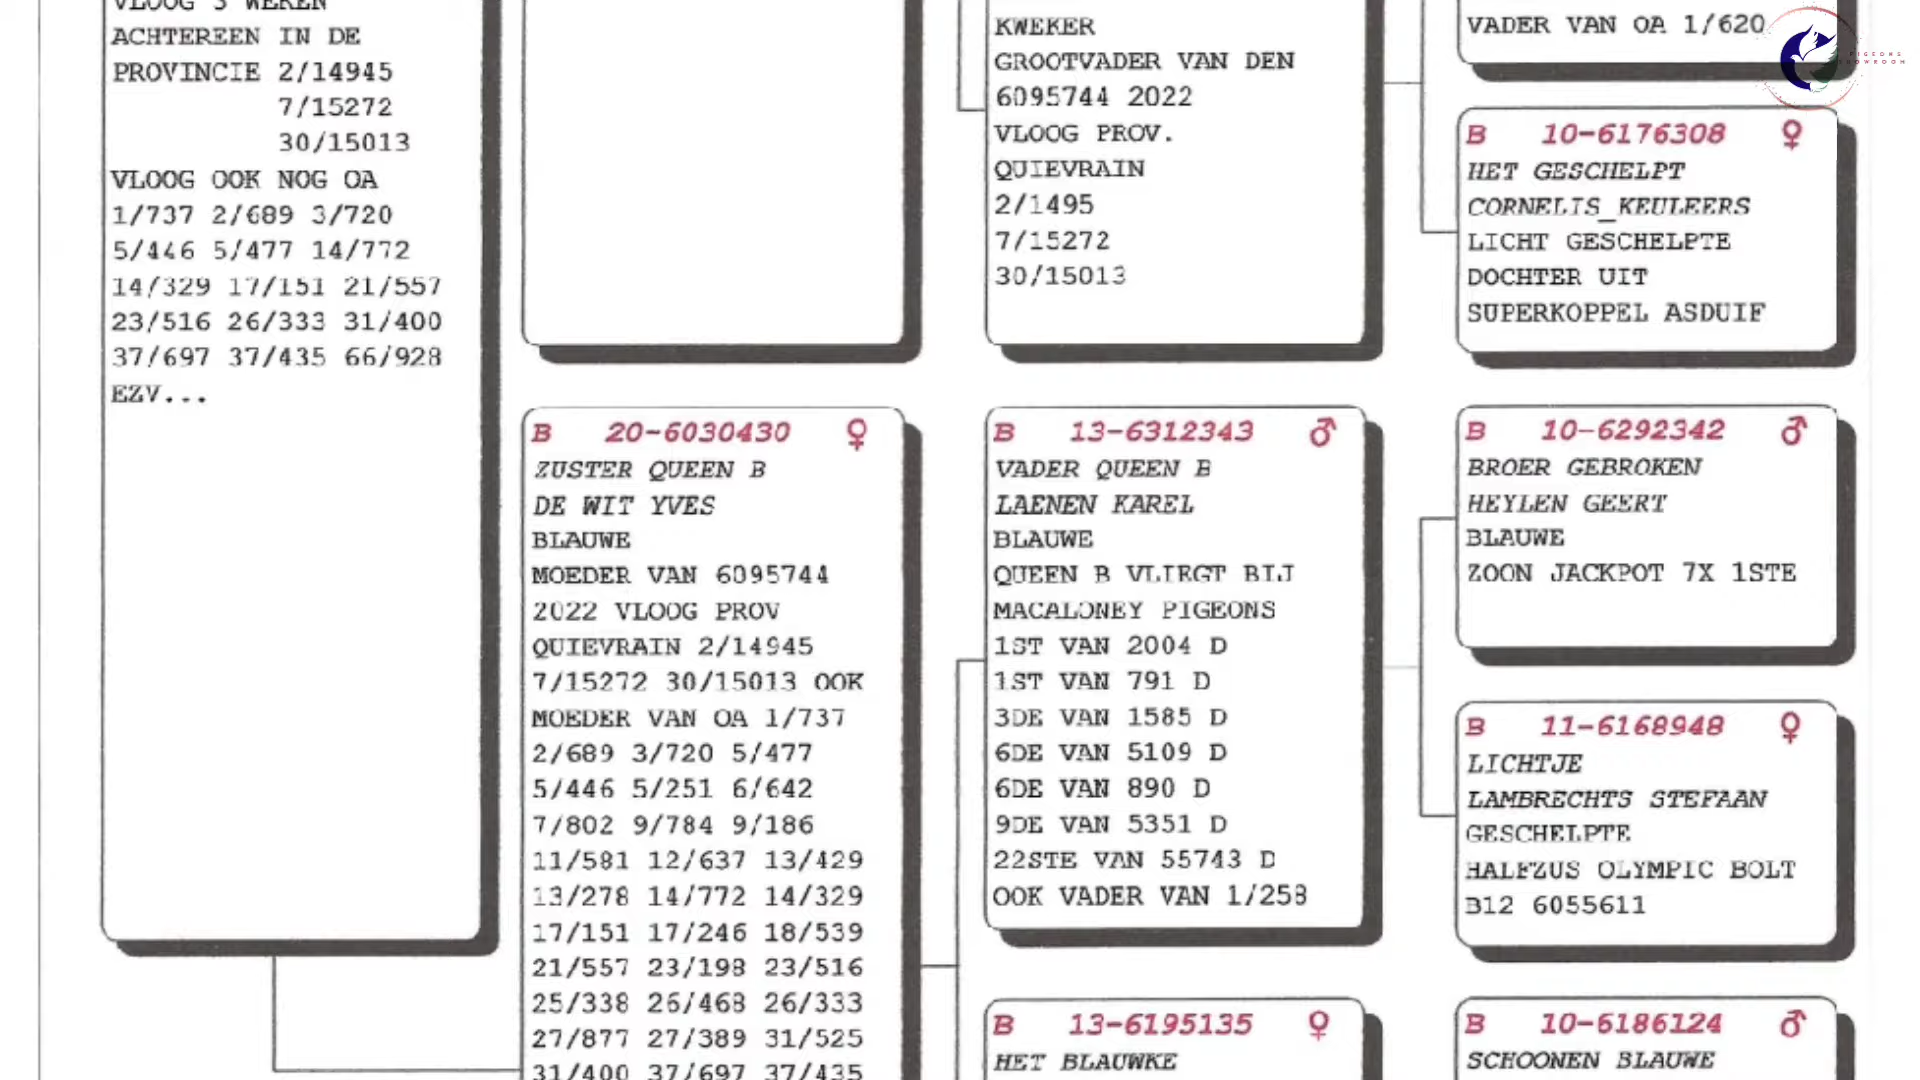 VLOOG 3 WEKEN
ACHTEREEN IN DE
PROVINCIE 2/14945
7/15272
30/15013
VLOOG OOK NOG OA
1/737 2/689 3/720
5/446 5/477 14/772
14/329 17/151 21/557
23/516 26/333 31/400
37/697 37/435 66/928
EZV...
B 20-6030430 ♀
ZUSTER QUEEN B
DE WIT YVES
BLAUWE
MOEDER VAN 6095744
2022 VLOOG PROV
QUIEVRAIN 2/14945
7/15272 30/15013 OOK
MOEDER VAN OA 1/737
2/689 3/720 5/477
5/446 5/251 6/642
7/802 9/784 9/186
11/581 12/637 13/429
13/278 14/772 14/329
17/151 17/246 18/539
21/557 23/198 23/516
25/338 26/468 26/333
27/877 27/389 31/525
31/400 37/697 37/435
KWEKER
GROOTVADER VAN DEN
6095744 2022
VLOOG PROV.
QUIEVRAIN
2/1495
7/15272
30/15013
B 13-6312343 ♂
VADER QUEEN B
LAENEN KAREL
BLAUWE
QUEEN B VLIEGT BIJ
MACALONEY PIGEONS
1ST VAN 2004 D
1ST VAN 791 D
3DE VAN 1585 D
6DE VAN 5109 D
6DE VAN 890 D
9DE VAN 5351 D
22STE VAN 55743 D
OOK VADER VAN 1/258
B 13-6195135 ♀
HET BLAUWKE
VADER VAN OA 1/620
B 10-6176308 ♀
HET GESCHELPT
CORNELIS_KEULEERS
LICHT GESCHELPTE
DOCHTER UIT
SUPERKOPPEL ASDUIF
B 10-6292342 ♂
BROER GEBROKEN
HEYLEN GEERT
BLAUWE
ZOON JACKPOT 7X 1STE
B 11-6168948 ♀
LICHTJE
LAMBRECHTS STEFAAN
GESCHELPTE
HALFZUS OLYMPIC BOLT
B12 6055611
B 10-6186124 ♂
SCHOONEN BLAUWE
PIGEONS
SHOWROOM